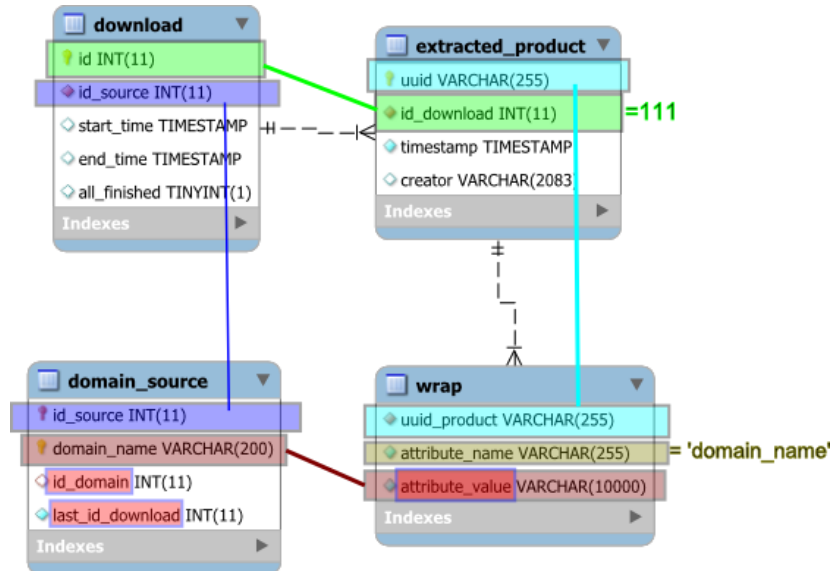 download
id INT(11)
id_source INT(11)
start_time TIMESTAMP
end_time TIMESTAMP
all_finished TINYINT(1)
Indexes
extracted_product
uuid VARCHAR(255)
id_download INT(11)
=111
timestamp TIMESTAMP
creator VARCHAR(2083)
Indexes
domain_source
id_source INT(11)
domain_name VARCHAR(200)
id_domain INT(11)
last_id_download INT(11)
Indexes
wrap
uuid_product VARCHAR(255)
attribute_name VARCHAR(255)
= 'domain_name'
attribute_value VARCHAR(10000)
Indexes